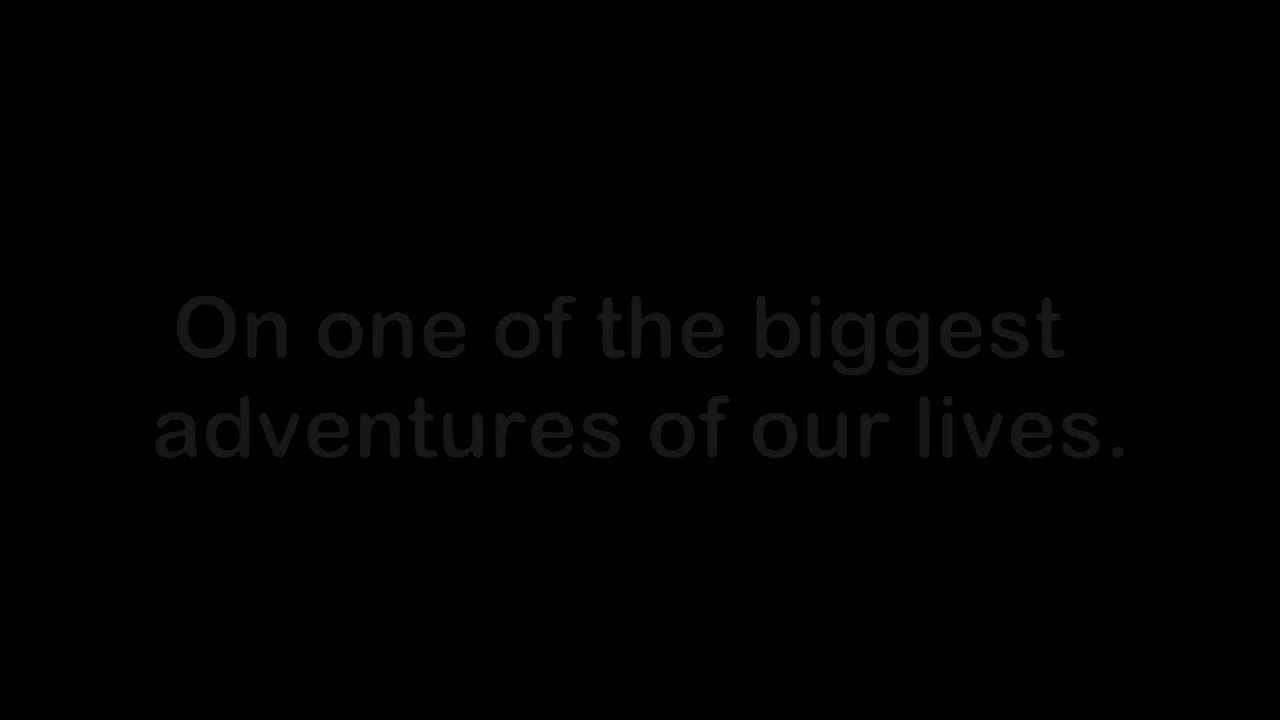 On one of the biggest
adventures of our lives.